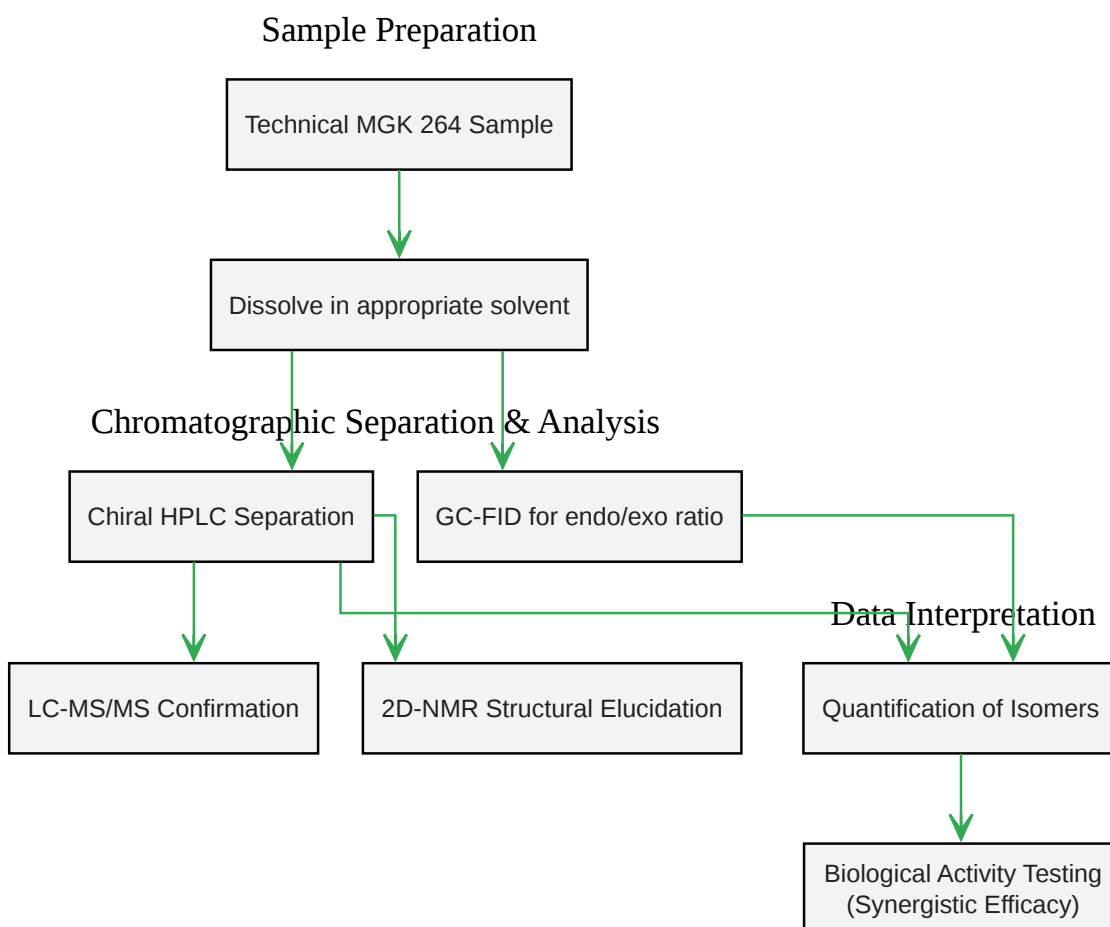 Sample Preparation
Technical MGK 264 Sample
Dissolve in appropriate solvent
Chromatographic Separation & Analysis
Chiral HPLC Separation
GC-FID for endo/exo ratio
Data Interpretation
LC-MS/MS Confirmation
2D-NMR Structural Elucidation
Quantification of Isomers
Biological Activity Testing
(Synergistic Efficacy)